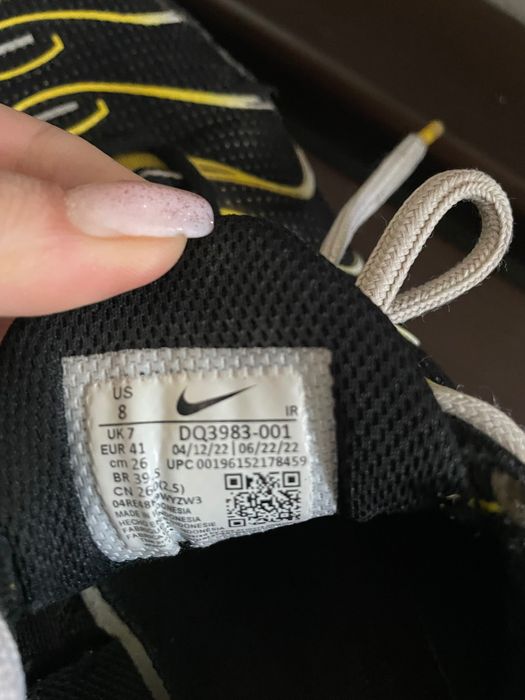 US
8
IR
UK 7
DQ3983-001
EUR 41
04/12/22 | 06/22/22
cm 26
UPC 00196152178459
BR 39.5
CN 260(2.5)
MADE IN INDONESIA